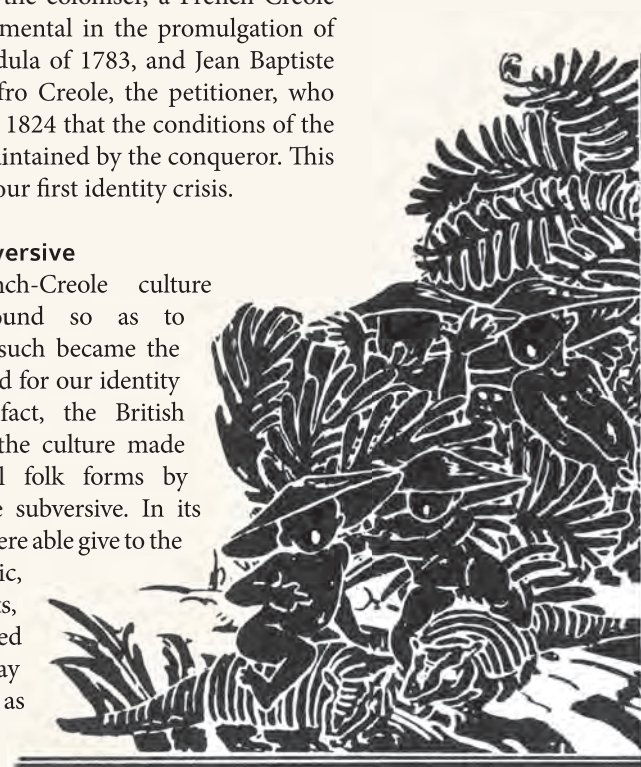 the coloniser, a French Creole
mental in the promulgation of
dula of 1783, and Jean Baptiste
fro Creole, the petitioner, who
1824 that the conditions of the
aintained by the conqueror. This
our first identity crisis.
versive
nch-Creole culture
ound so as to
such became the
d for our identity
fact, the British
the culture made
l folk forms by
e subversive. In its
ere able give to the
ic,
ts,
ed
ay
as